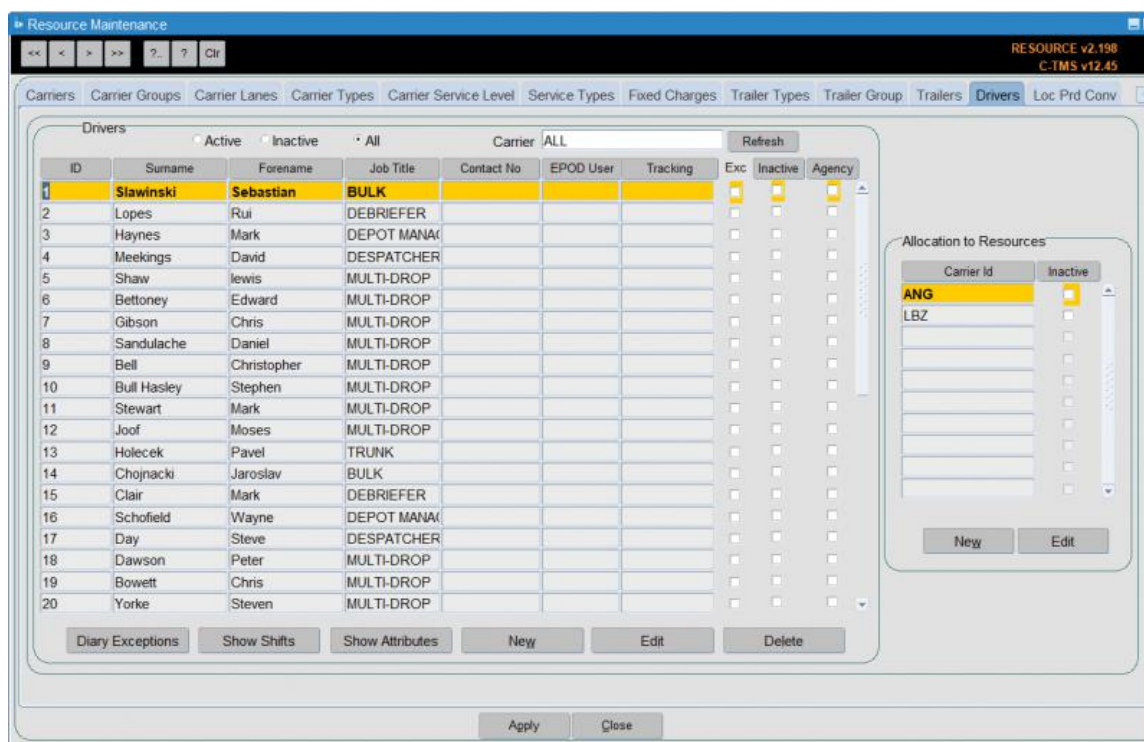 Resource Maintenance
<< < > >> ?.. ? Clr
RESOURCE v2.198
C-TMS v12.45
Carriers Carrier Groups Carrier Lanes Carrier Types Carrier Service Level Service Types Fixed Charges Trailer Types Trailer Group Trailers Drivers Loc Prd Conv
Drivers
Active Inactive All Carrier ALL Refresh
ID Surname Forename Job Title Contact No EPOD User Tracking Exc Inactive Agency
1 Slawinski Sebastian BULK
2 Lopes Rui DEBRIEFER
3 Haynes Mark DEPOT MANA
4 Meekings David DESPATCHER
5 Shaw lewis MULTI-DROP
6 Bettoney Edward MULTI-DROP
7 Gibson Chris MULTI-DROP
8 Sandulache Daniel MULTI-DROP
9 Bell Christopher MULTI-DROP
10 Bull Hasley Stephen MULTI-DROP
11 Stewart Mark MULTI-DROP
12 Joof Moses MULTI-DROP
13 Holecek Pavel TRUNK
14 Chojnacki Jaroslav BULK
15 Clair Mark DEBRIEFER
16 Schofield Wayne DEPOT MANA
17 Day Steve DESPATCHER
18 Dawson Peter MULTI-DROP
19 Bowett Chris MULTI-DROP
20 Yorke Steven MULTI-DROP
Diary Exceptions Show Shifts Show Attributes New Edit Delete
Allocation to Resources
Carrier Id Inactive
ANG
LBZ
New Edit
Apply Close